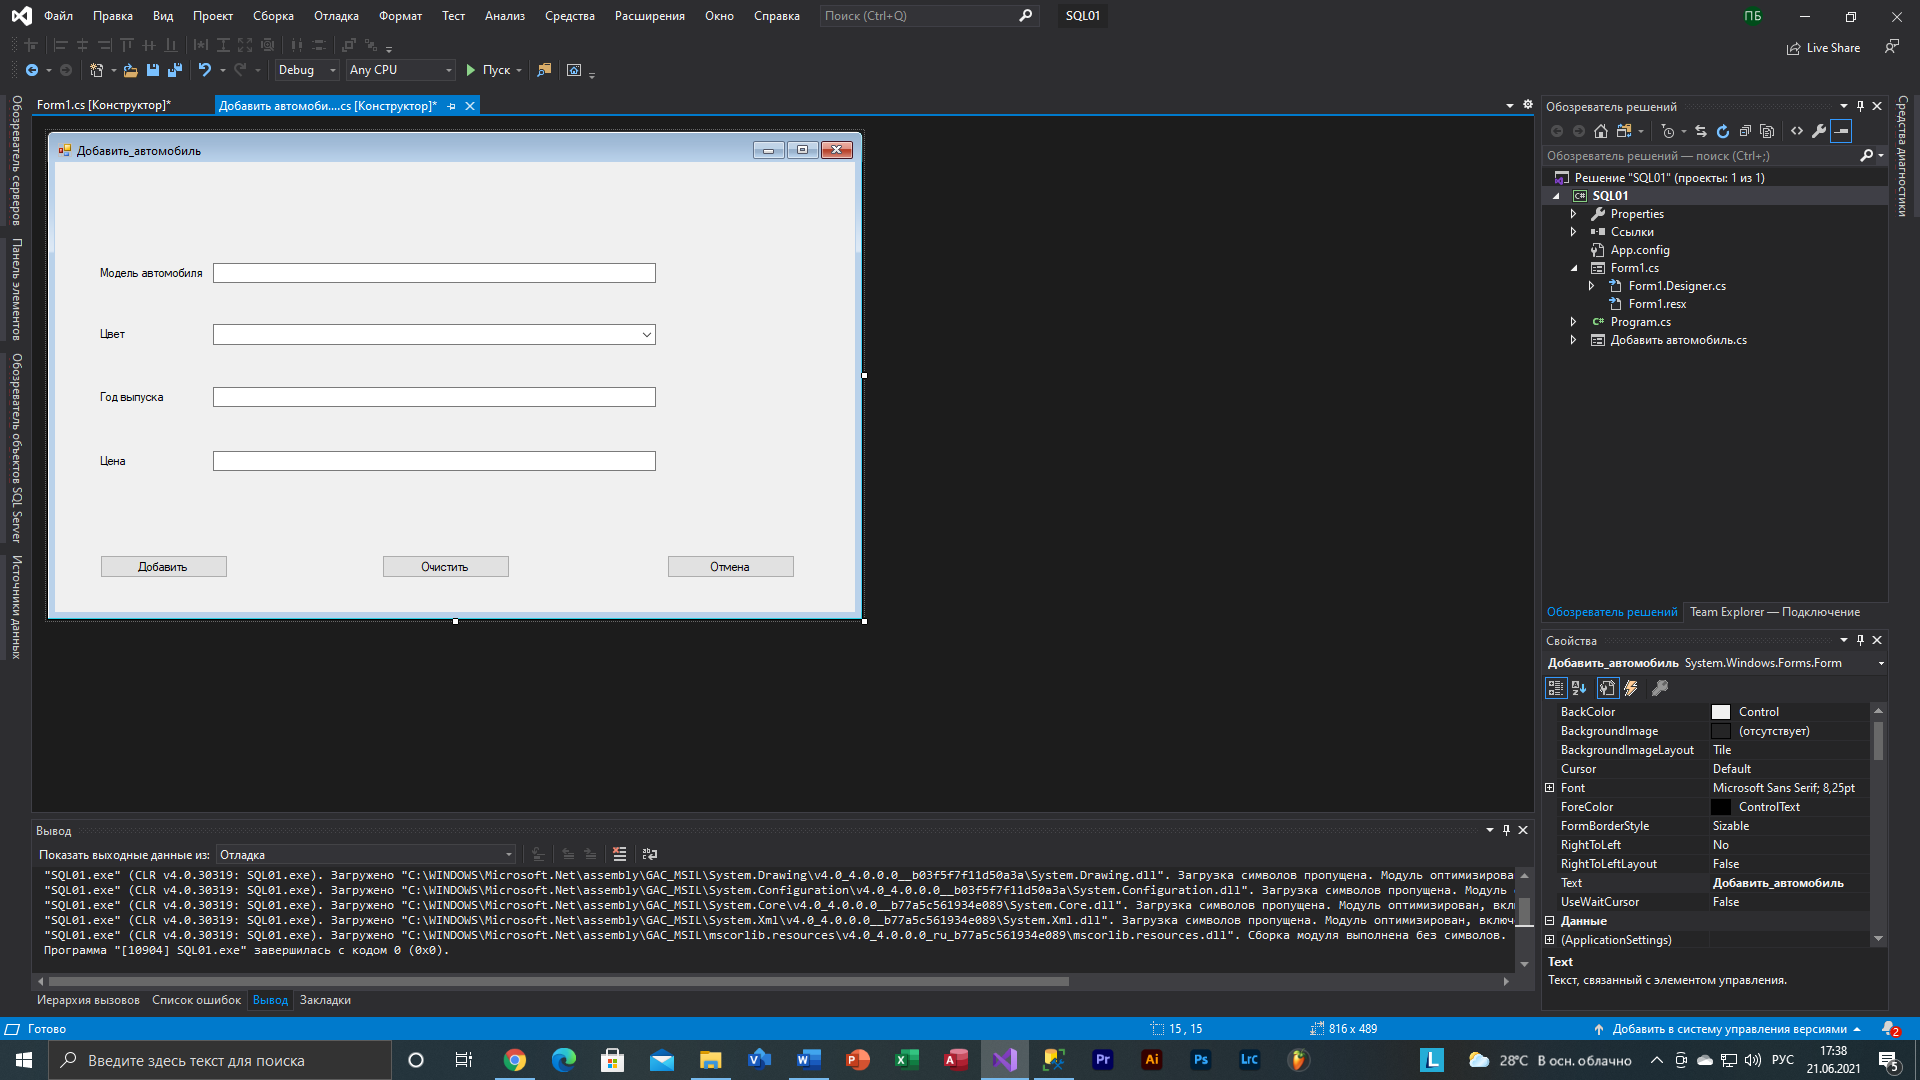 Файл Правка Вид Проект Сборка Отладка Формат Тест Анализ Средства Расширения Окно Справка Поиск (Ctrl+Q) SQL01 ПБ
Live Share
Debug Any CPU Пуск
Form1.cs [Конструктор]* Добавить автомоби....cs [Конструктор]*
Обозреватель серверов
Панель элементов
Обозреватель объектов SQL Server
Источники данных
Добавить_автомобиль
Модель автомобиля
Цвет
Год выпуска
Цена
Добавить Очистить Отмена
Обозреватель решений
Обозреватель решений — поиск (Ctrl+;)
Решение "SQL01" (проекты: 1 из 1)
SQL01
Properties
Ссылки
App.config
Form1.cs
Form1.Designer.cs
Form1.resx
Program.cs
Добавить автомобиль.cs
Средства диагностики
Обозреватель решений Team Explorer — Подключение
Свойства
Добавить_автомобиль System.Windows.Forms.Form
BackColor Control
BackgroundImage (отсутствует)
BackgroundImageLayout Tile
Cursor Default
Font Microsoft Sans Serif; 8,25pt
ForeColor ControlText
FormBorderStyle Sizable
RightToLeft No
RightToLeftLayout False
Text Добавить_автомобиль
UseWaitCursor False
Данные
(ApplicationSettings)
Text
Текст, связанный с элементом управления.
Вывод
Показать выходные данные из: Отладка
"SQL01.exe" (CLR v4.0.30319: SQL01.exe). Загружено "C:\WINDOWS\Microsoft.Net\assembly\GAC_MSIL\System.Drawing\v4.0_4.0.0.0__b03f5f7f11d50a3a\System.Drawing.dll". Загрузка символов пропущена. Модуль оптимизирова
"SQL01.exe" (CLR v4.0.30319: SQL01.exe). Загружено "C:\WINDOWS\Microsoft.Net\assembly\GAC_MSIL\System.Configuration\v4.0_4.0.0.0__b03f5f7f11d50a3a\System.Configuration.dll". Загрузка символов пропущена. Модуль
"SQL01.exe" (CLR v4.0.30319: SQL01.exe). Загружено "C:\WINDOWS\Microsoft.Net\assembly\GAC_MSIL\System.Core\v4.0_4.0.0.0__b77a5c561934e089\System.Core.dll". Загрузка символов пропущена. Модуль оптимизирован, вкл
"SQL01.exe" (CLR v4.0.30319: SQL01.exe). Загружено "C:\WINDOWS\Microsoft.Net\assembly\GAC_MSIL\System.Xml\v4.0_4.0.0.0__b77a5c561934e089\System.Xml.dll". Загрузка символов пропущена. Модуль оптимизирован, включ
"SQL01.exe" (CLR v4.0.30319: SQL01.exe). Загружено "C:\WINDOWS\Microsoft.Net\assembly\GAC_MSIL\mscorlib.resources\v4.0_4.0.0.0_ru_b77a5c561934e089\mscorlib.resources.dll". Сборка модуля выполнена без символов.
Программа "[10904] SQL01.exe" завершилась с кодом 0 (0x0).
Иерархия вызовов Список ошибок Вывод Закладки
Готово 15 , 15 816 x 489 Добавить в систему управления версиями 2
Введите здесь текст для поиска Pr Ai Ps Lrc L 28°C В осн. облачно РУС 17:38
21.06.2021 5